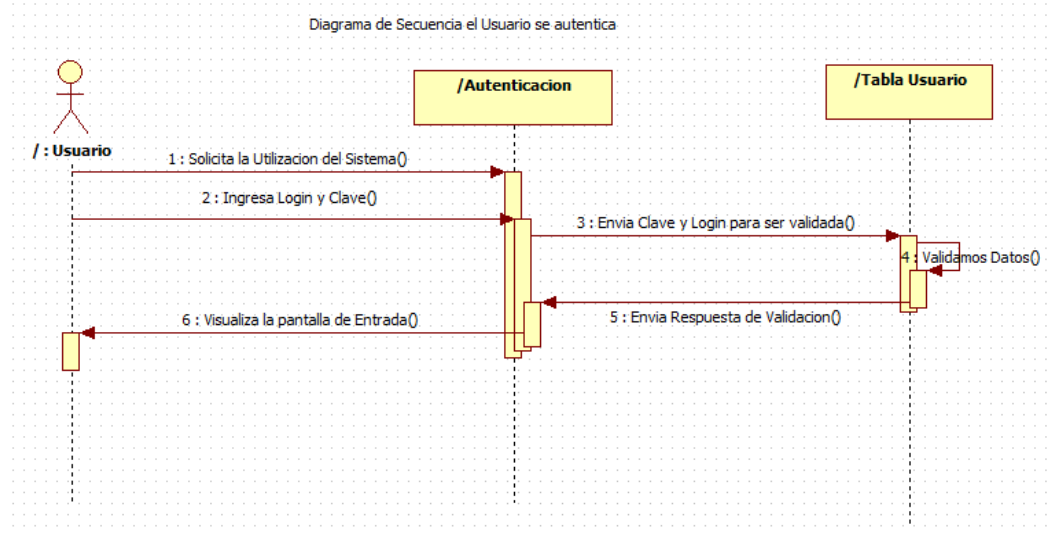 Diagrama de Secuencia el Usuario se autentica
/Autenticacion
/Tabla Usuario
/ : Usuario
1 : Solicita la Utilizacion del Sistema()
2 : Ingresa Login y Clave()
3 : Envia Clave y Login para ser validada()
4 : Validamos Datos()
5 : Envia Respuesta de Validacion()
6 : Visualiza la pantalla de Entrada()